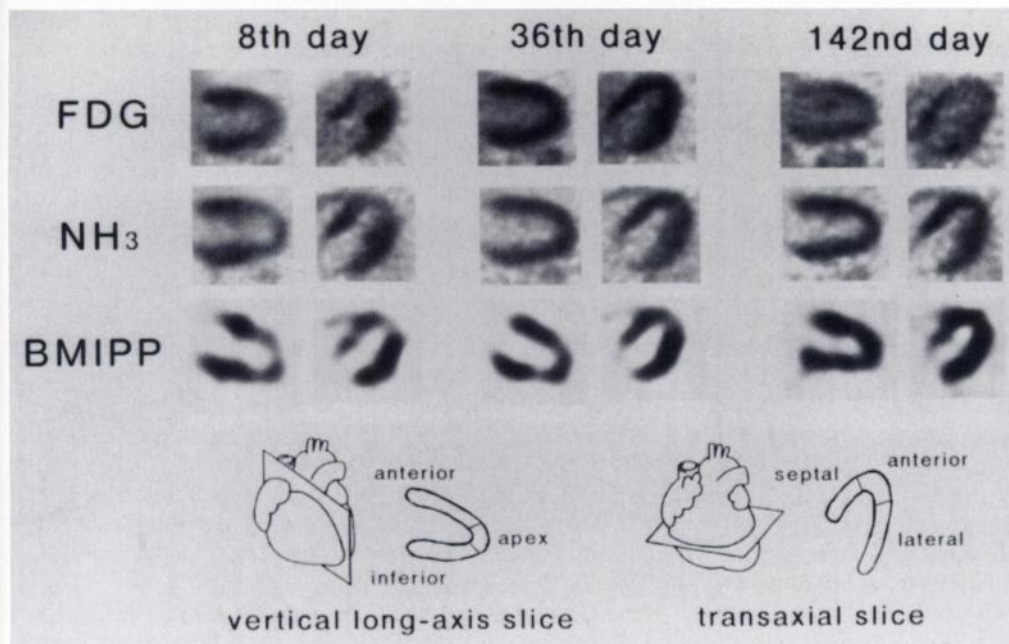 8th day 36th day 142nd day
FDG
NH3
BMIPP
anterior
apex
inferior
septal
anterior
lateral
vertical long-axis slice
transaxial slice